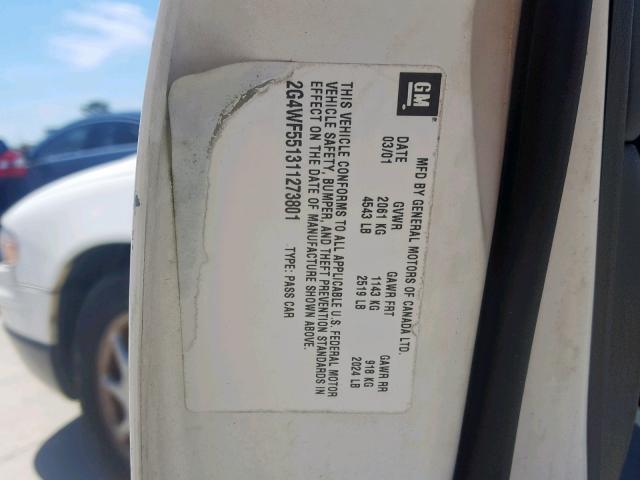 GM
MFD BY GENERAL MOTORS OF CANADA LTD.
DATE GVWR GAWR FRT GAWR RR
03/01 2061 KG 1143 KG 918 KG
4543 LB 2519 LB 2024 LB
THIS VEHICLE CONFORMS TO ALL APPLICABLE U.S. FEDERAL MOTOR
VEHICLE SAFETY, BUMPER, AND THEFT PREVENTION STANDARDS IN
EFFECT ON THE DATE OF MANUFACTURE SHOWN ABOVE.
2G4WF551311273801 TYPE: PASS CAR